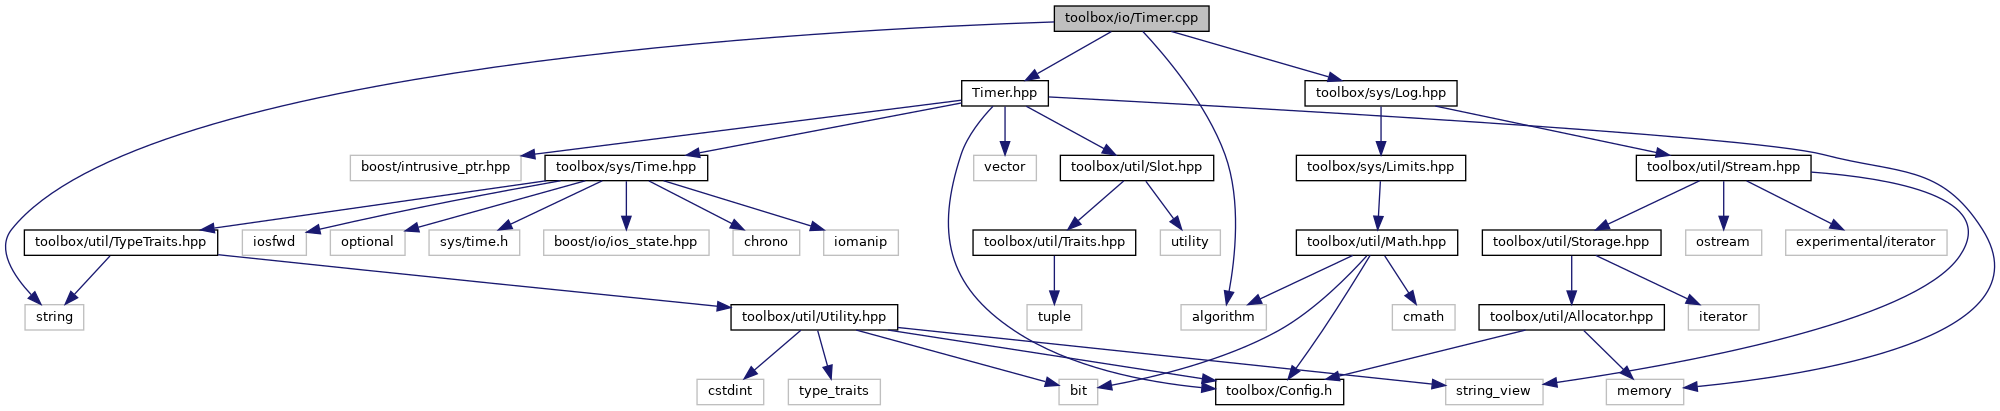 toolbox/io/Timer.cpp
Timer.hpp
toolbox/sys/Log.hpp
boost/intrusive_ptr.hpp
toolbox/sys/Time.hpp
vector
toolbox/util/Slot.hpp
toolbox/sys/Limits.hpp
toolbox/util/Stream.hpp
toolbox/util/TypeTraits.hpp
iosfwd
optional
sys/time.h
boost/io/ios_state.hpp
chrono
iomanip
toolbox/util/Traits.hpp
utility
toolbox/util/Math.hpp
toolbox/util/Storage.hpp
ostream
experimental/iterator
string
toolbox/util/Utility.hpp
tuple
algorithm
cmath
toolbox/util/Allocator.hpp
iterator
cstdint
type_traits
bit
toolbox/Config.h
string_view
memory